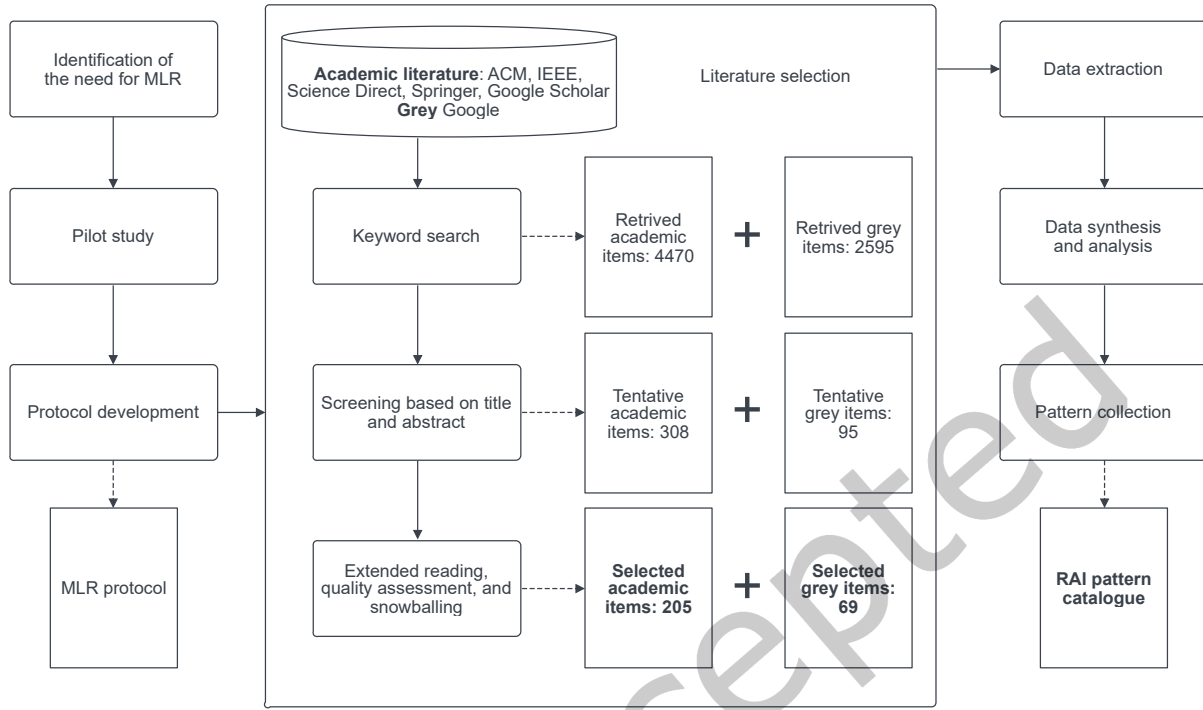 Identification of
the need for MLR
Pilot study
Protocol development
MLR protocol
Academic literature: ACM, IEEE,
Science Direct, Springer, Google Scholar
Grey Google
Literature selection
Keyword search
Retrived
academic
items: 4470
+
Retrived grey
items: 2595
Screening based on title
and abstract
Tentative
academic
items: 308
+
Tentative
grey items:
95
Extended reading,
quality assessment, and
snowballing
Selected
academic
items: 205
+
Selected
grey items:
69
Data extraction
Data synthesis
and analysis
Pattern collection
RAI pattern
catalogue